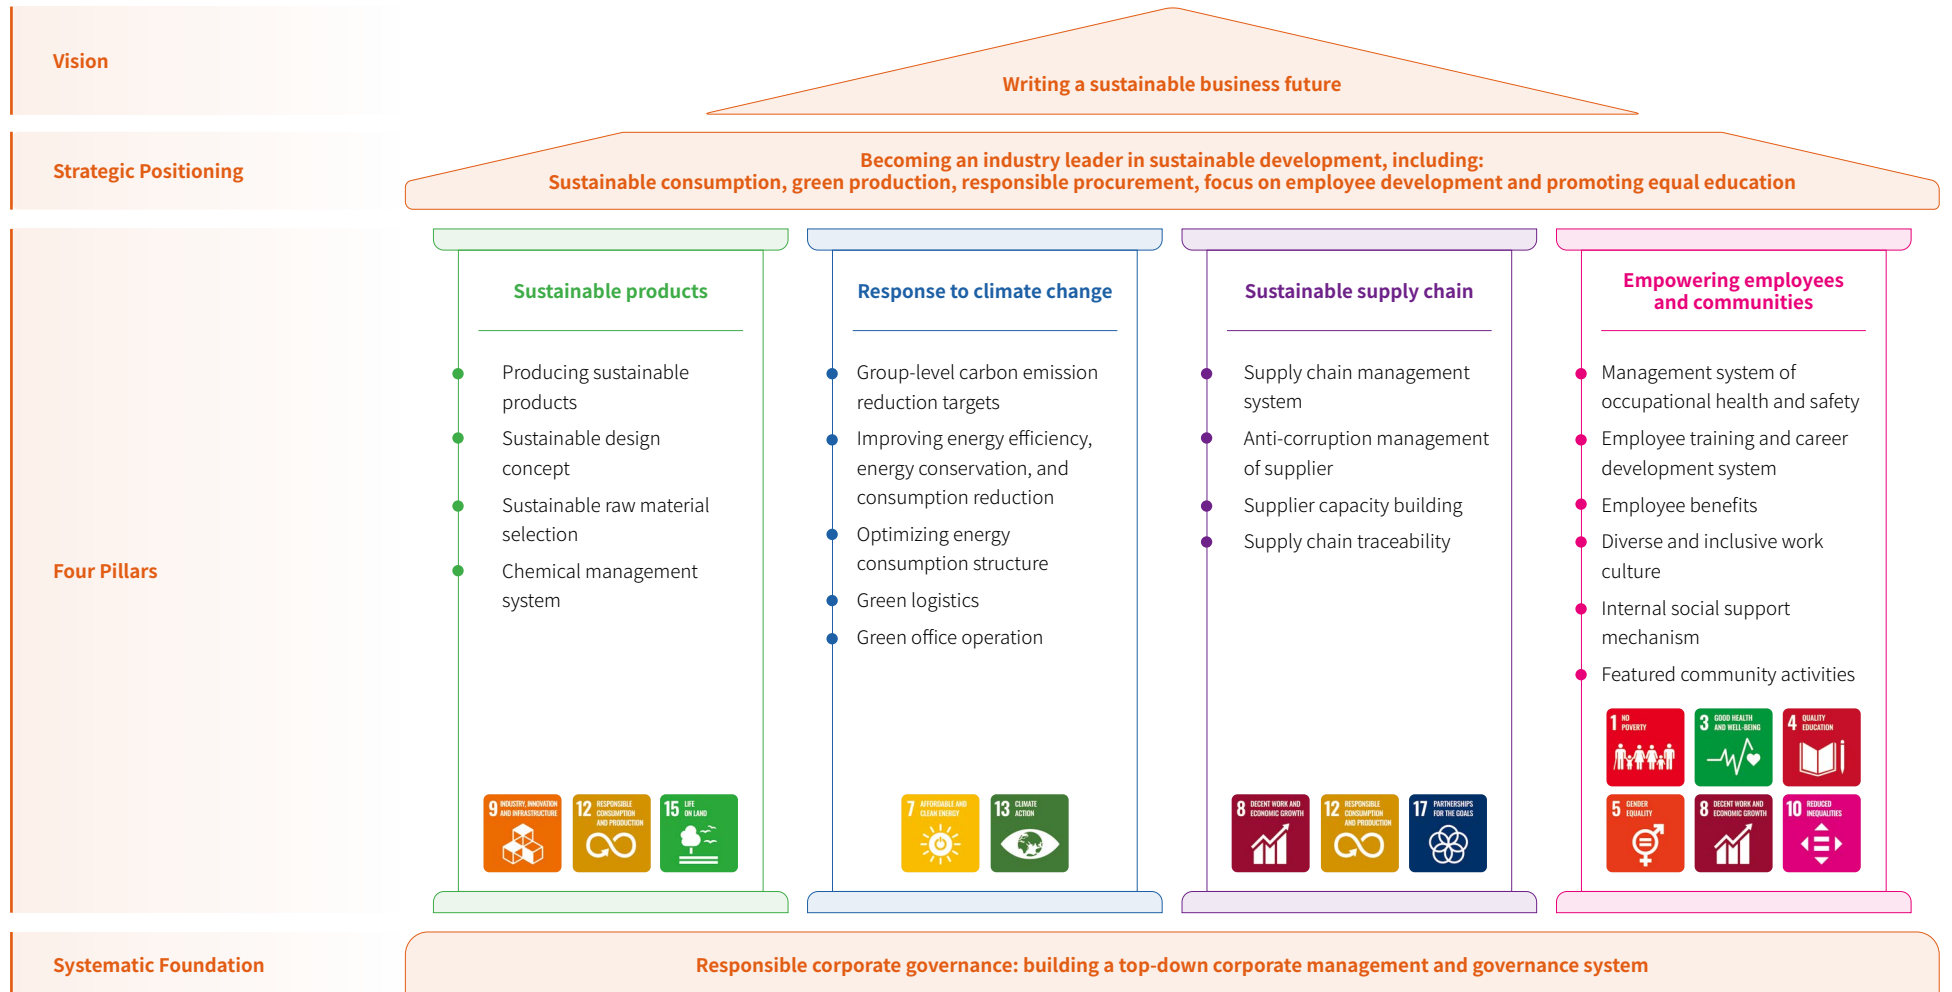 Vision
Writing a sustainable business future
Strategic Positioning
Becoming an industry leader in sustainable development, including:
Sustainable consumption, green production, responsible procurement, focus on employee development and promoting equal education
Four Pillars
Sustainable products
Producing sustainable
products
Sustainable design
concept
Sustainable raw material
selection
Chemical management
system
9 INDUSTRY, INNOVATION
AND INFRASTRUCTURE
12 RESPONSIBLE
CONSUMPTION
AND PRODUCTION
15 LIFE
ON LAND
Response to climate change
Group-level carbon emission
reduction targets
Improving energy efficiency,
energy conservation, and
consumption reduction
Optimizing energy
consumption structure
Green logistics
Green office operation
7 AFFORDABLE AND
CLEAN ENERGY
13 CLIMATE
ACTION
Sustainable supply chain
Supply chain management
system
Anti-corruption management
of supplier
Supplier capacity building
Supply chain traceability
8 DECENT WORK AND
ECONOMIC GROWTH
12 RESPONSIBLE
CONSUMPTION
AND PRODUCTION
17 PARTNERSHIPS
FOR THE GOALS
Empowering employees
and communities
Management system of
occupational health and safety
Employee training and career
development system
Employee benefits
Diverse and inclusive work
culture
Internal social support
mechanism
Featured community activities
1 NO
POVERTY
3 GOOD HEALTH
AND WELL-BEING
4 QUALITY
EDUCATION
5 GENDER
EQUALITY
8 DECENT WORK AND
ECONOMIC GROWTH
10 REDUCED
INEQUALITIES
Systematic Foundation
Responsible corporate governance: building a top-down corporate management and governance system